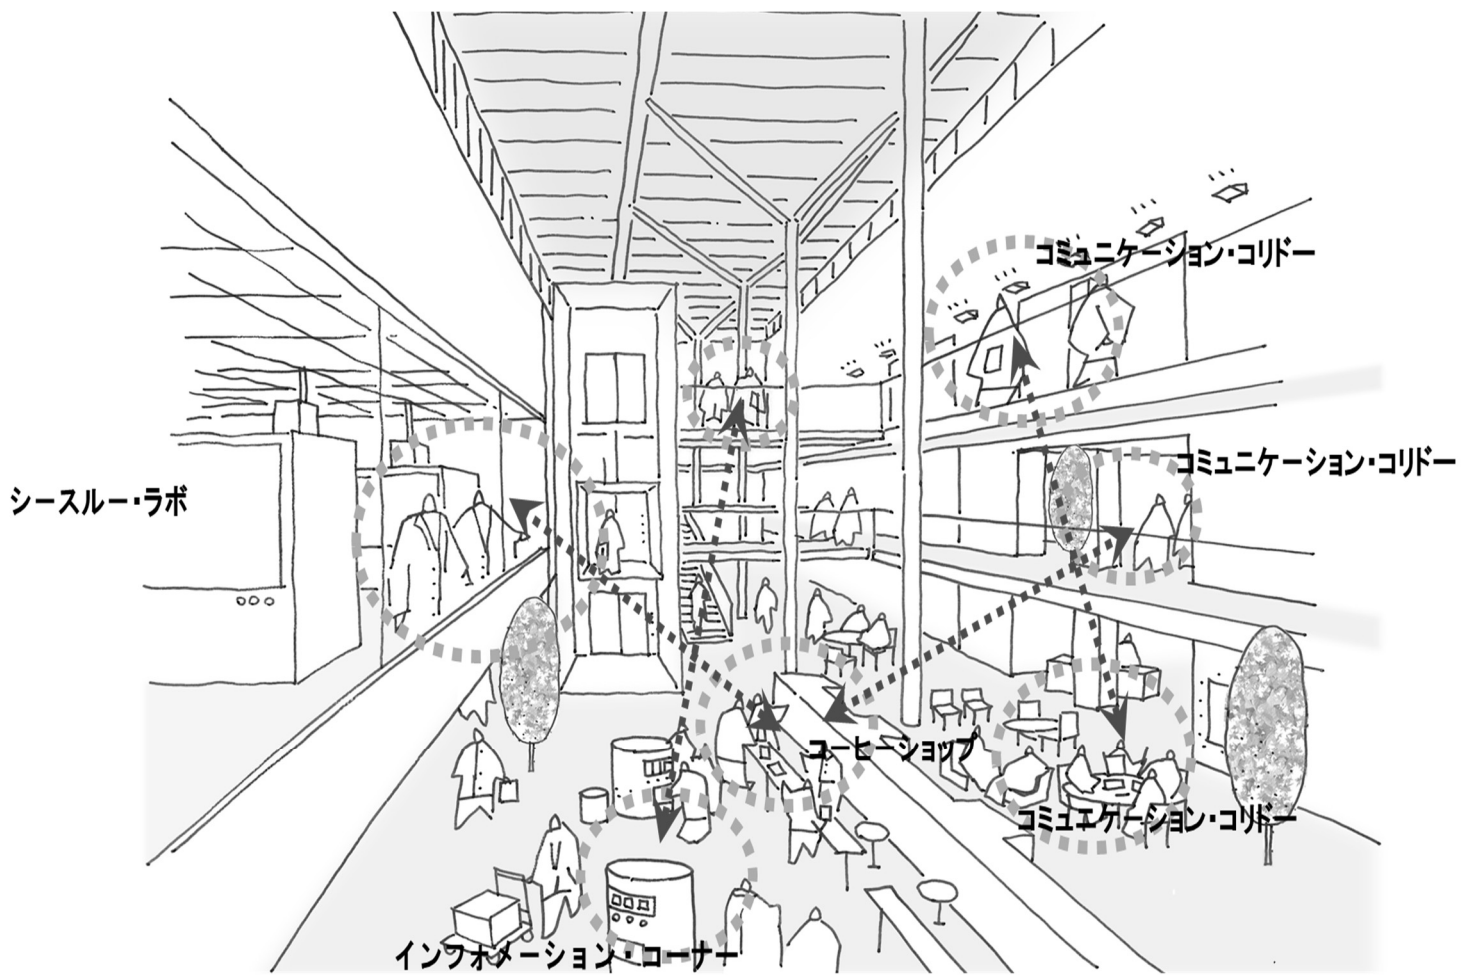 コミュニケーション・コリドー
コミュニケーション・コリドー
シースルー・ラボ
コーヒーショップ
コミュニケーション・コリドー
インフォメーション・コーナー